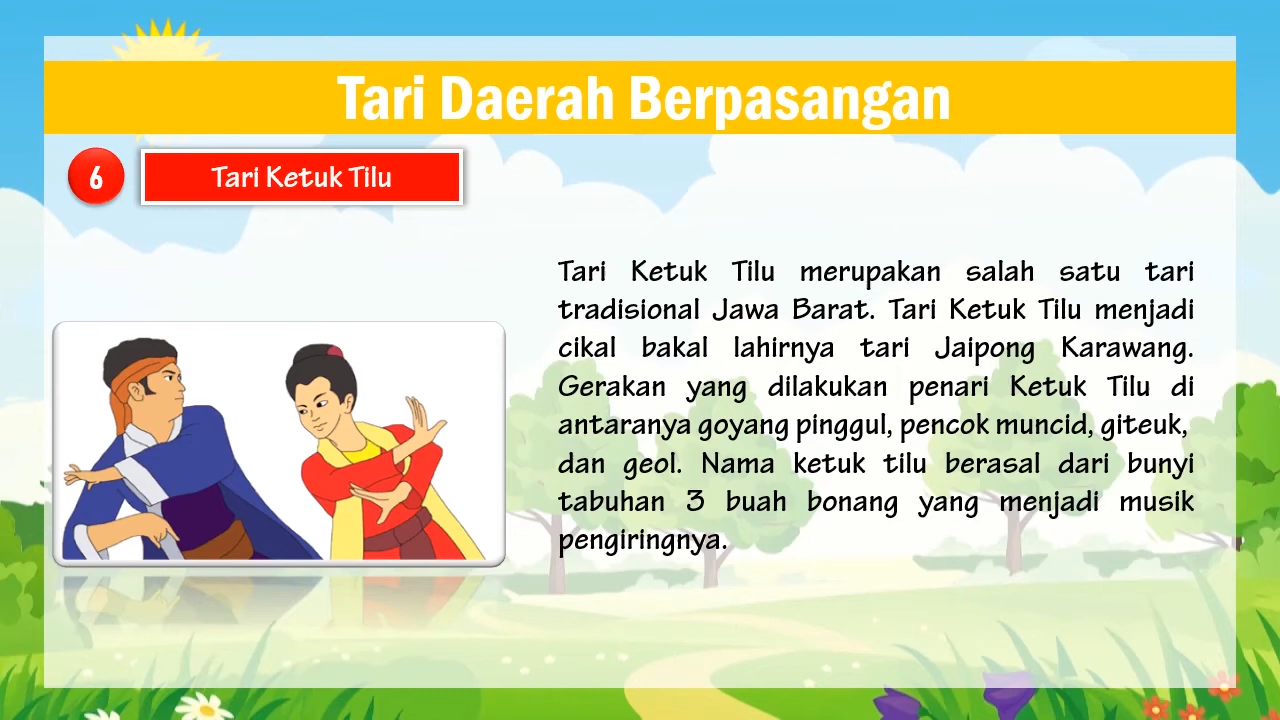 Tari Daerah Berpasangan
6
Tari Ketuk Tilu
Tari Ketuk Tilu merupakan salah satu tari
tradisional Jawa Barat. Tari Ketuk Tilu menjadi
cikal bakal lahirnya tari Jaipong Karawang.
Gerakan yang dilakukan penari Ketuk Tilu di
antaranya goyang pinggul, pencok muncid, giteuk,
dan geol. Nama ketuk tilu berasal dari bunyi
tabuhan 3 buah bonang yang menjadi musik
pengiringnya.